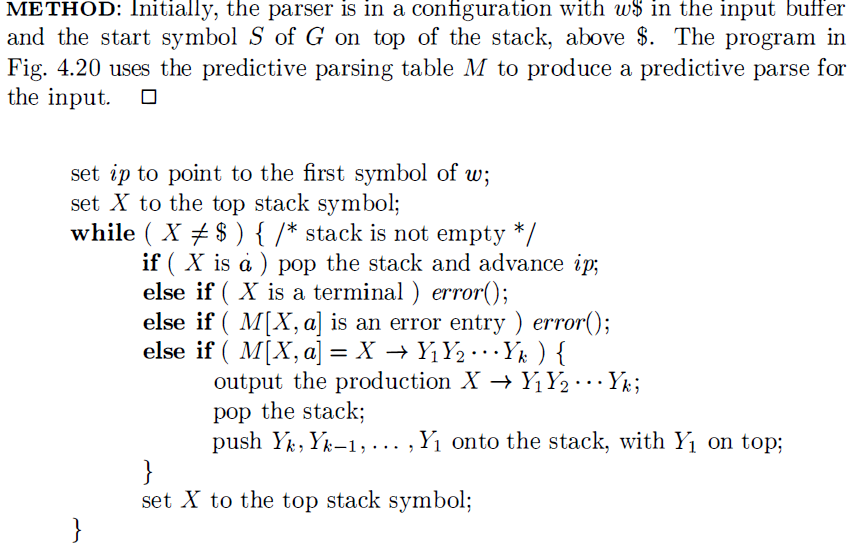 METHOD: Initially, the parser is in a configuration with w$ in the input buffer
and the start symbol S of G on top of the stack, above $. The program in
Fig. 4.20 uses the predictive parsing table M to produce a predictive parse for
the input. □
set ip to point to the first symbol of w;
set X to the top stack symbol;
while ( X ≠ $ ) { /* stack is not empty */
if ( X is a ) pop the stack and advance ip;
else if ( X is a terminal ) error();
else if ( M[X, a] is an error entry ) error();
else if ( M[X, a] = X → Y₁Y₂ ⋯ Yₖ ) {
output the production X → Y₁Y₂ ⋯ Yₖ;
pop the stack;
push Yₖ, Yₖ₋₁, … , Y₁ onto the stack, with Y₁ on top;
}
set X to the top stack symbol;
}